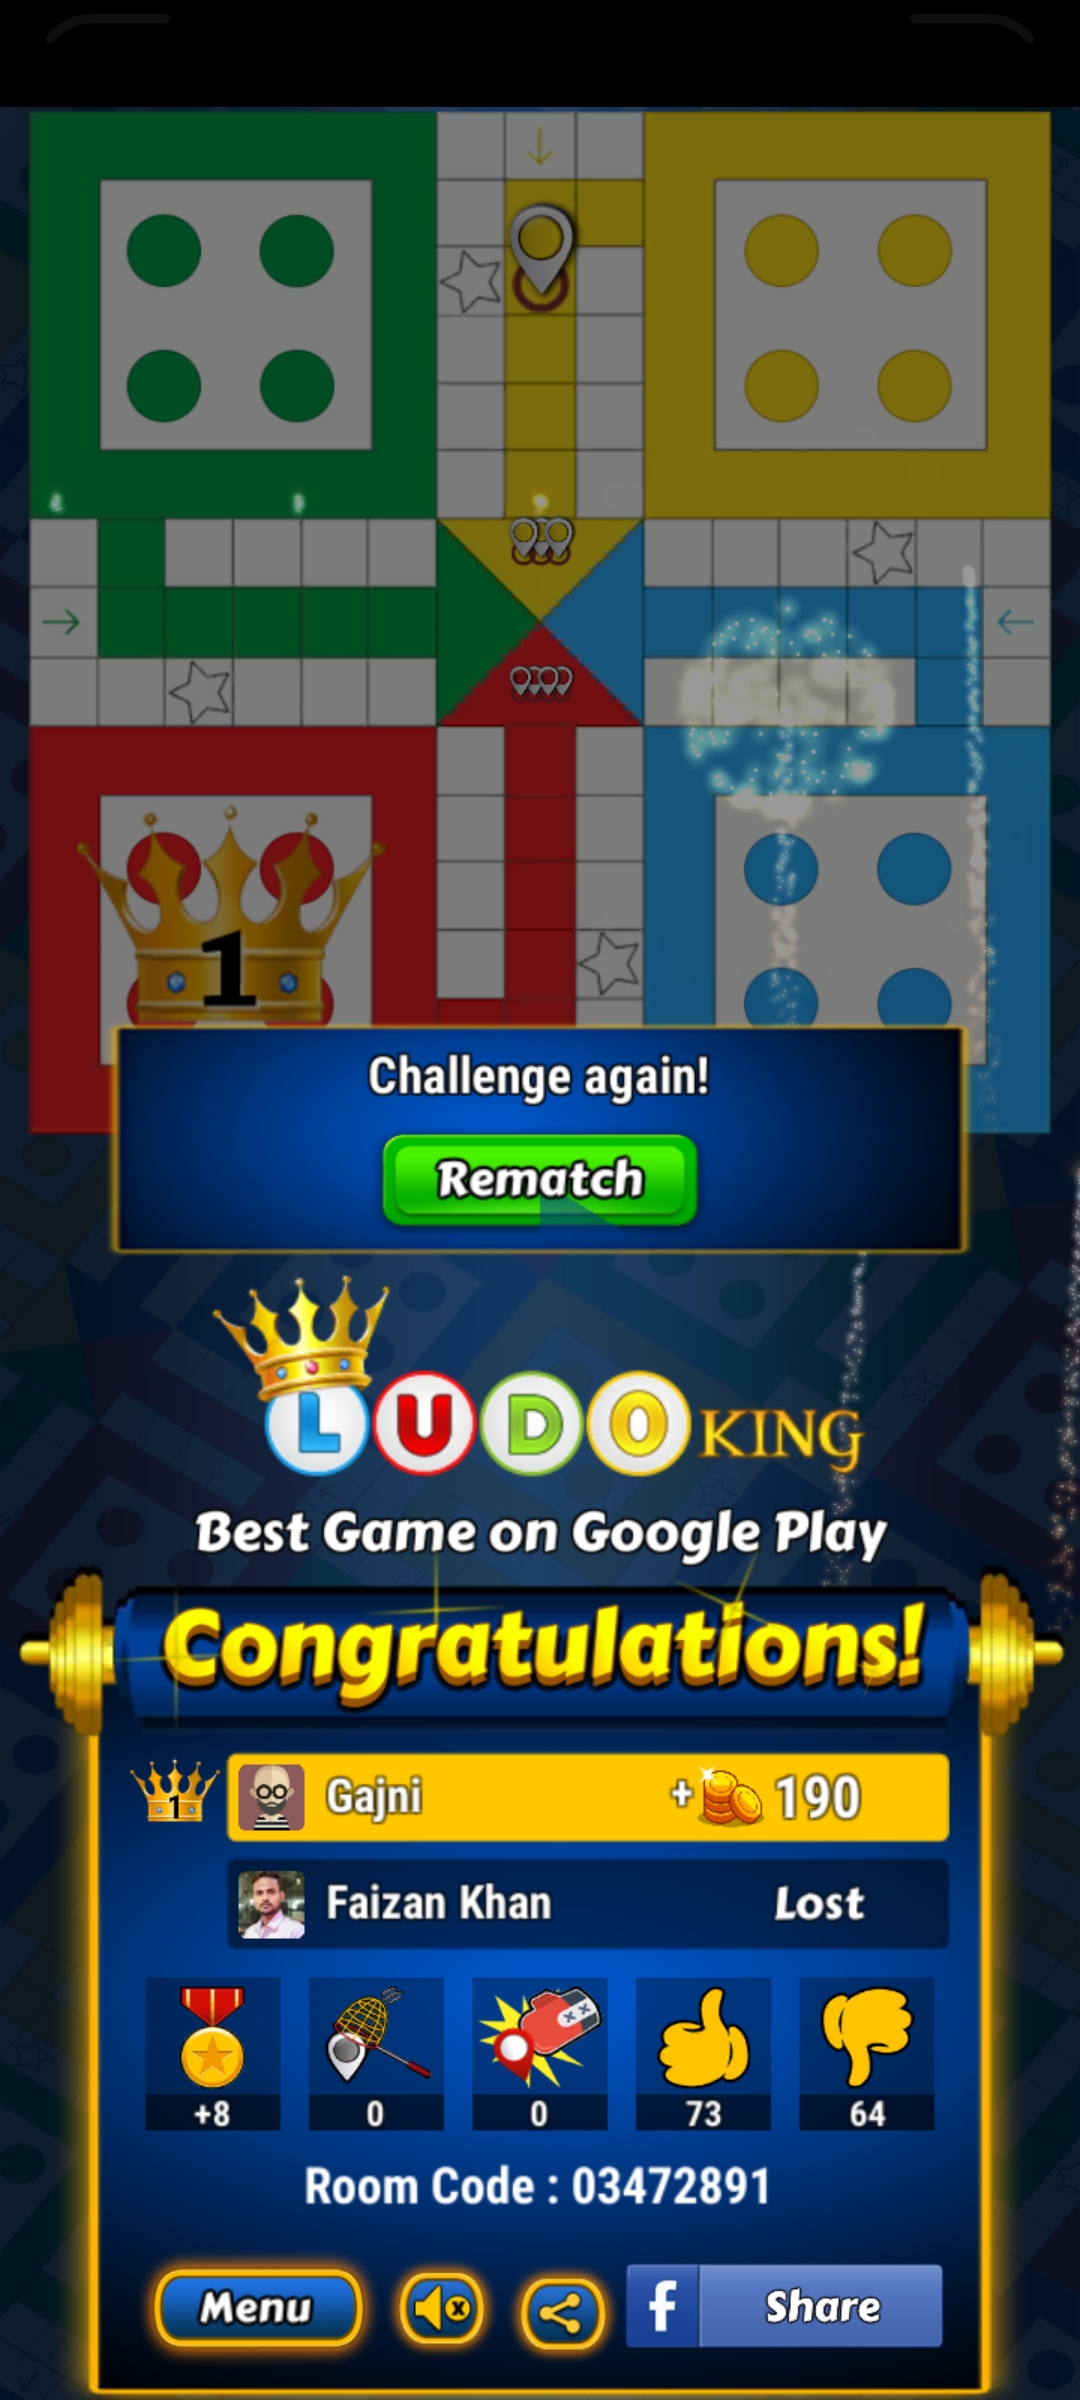 1
Challenge again!
Rematch
LUDO KING
Best Game on Google Play
Congratulations!
1 Gajni + 190
Faizan Khan Lost
+8 0 0 73 64
Room Code : 03472891
Menu f Share